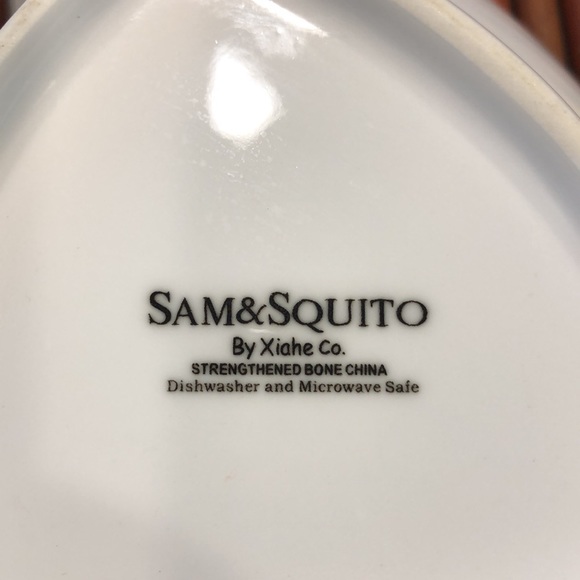 SAM&SQUITO
By Xiahe Co.
STRENGTHENED BONE CHINA
Dishwasher and Microwave Safe